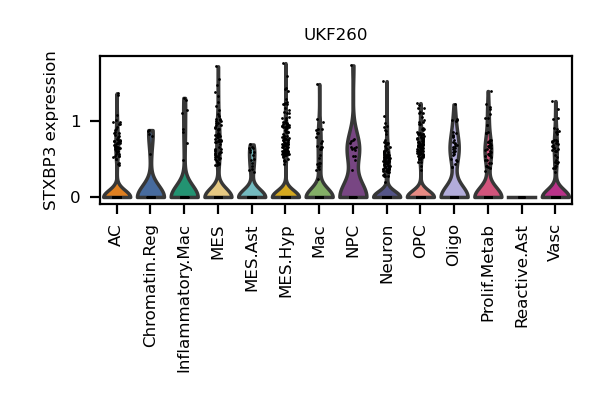 UKF260
STXBP3 expression
1
0
AC
Chromatin.Reg
Inflammatory.Mac
MES
MES.Ast
MES.Hyp
Mac
NPC
Neuron
OPC
Oligo
Prolif.Metab
Reactive.Ast
Vasc